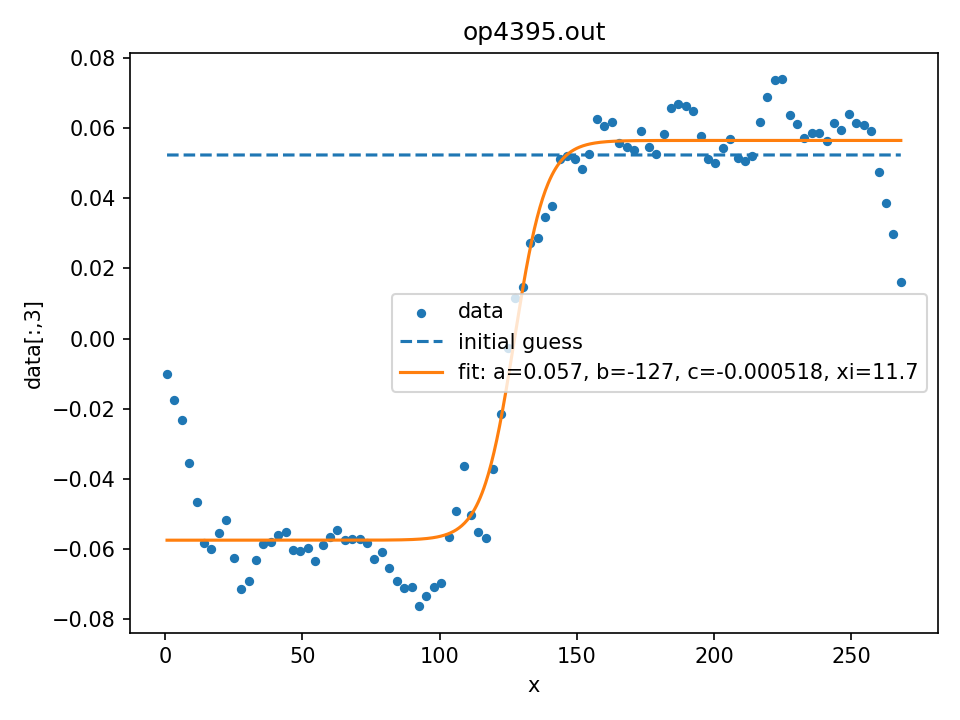 op4395.out
0.08
0.06
0.04
0.02
0.00
−0.02
−0.04
−0.06
−0.08
data[:,3]
data
initial guess
fit: a=0.057, b=-127, c=-0.000518, xi=11.7
0 50 100 150 200 250
x